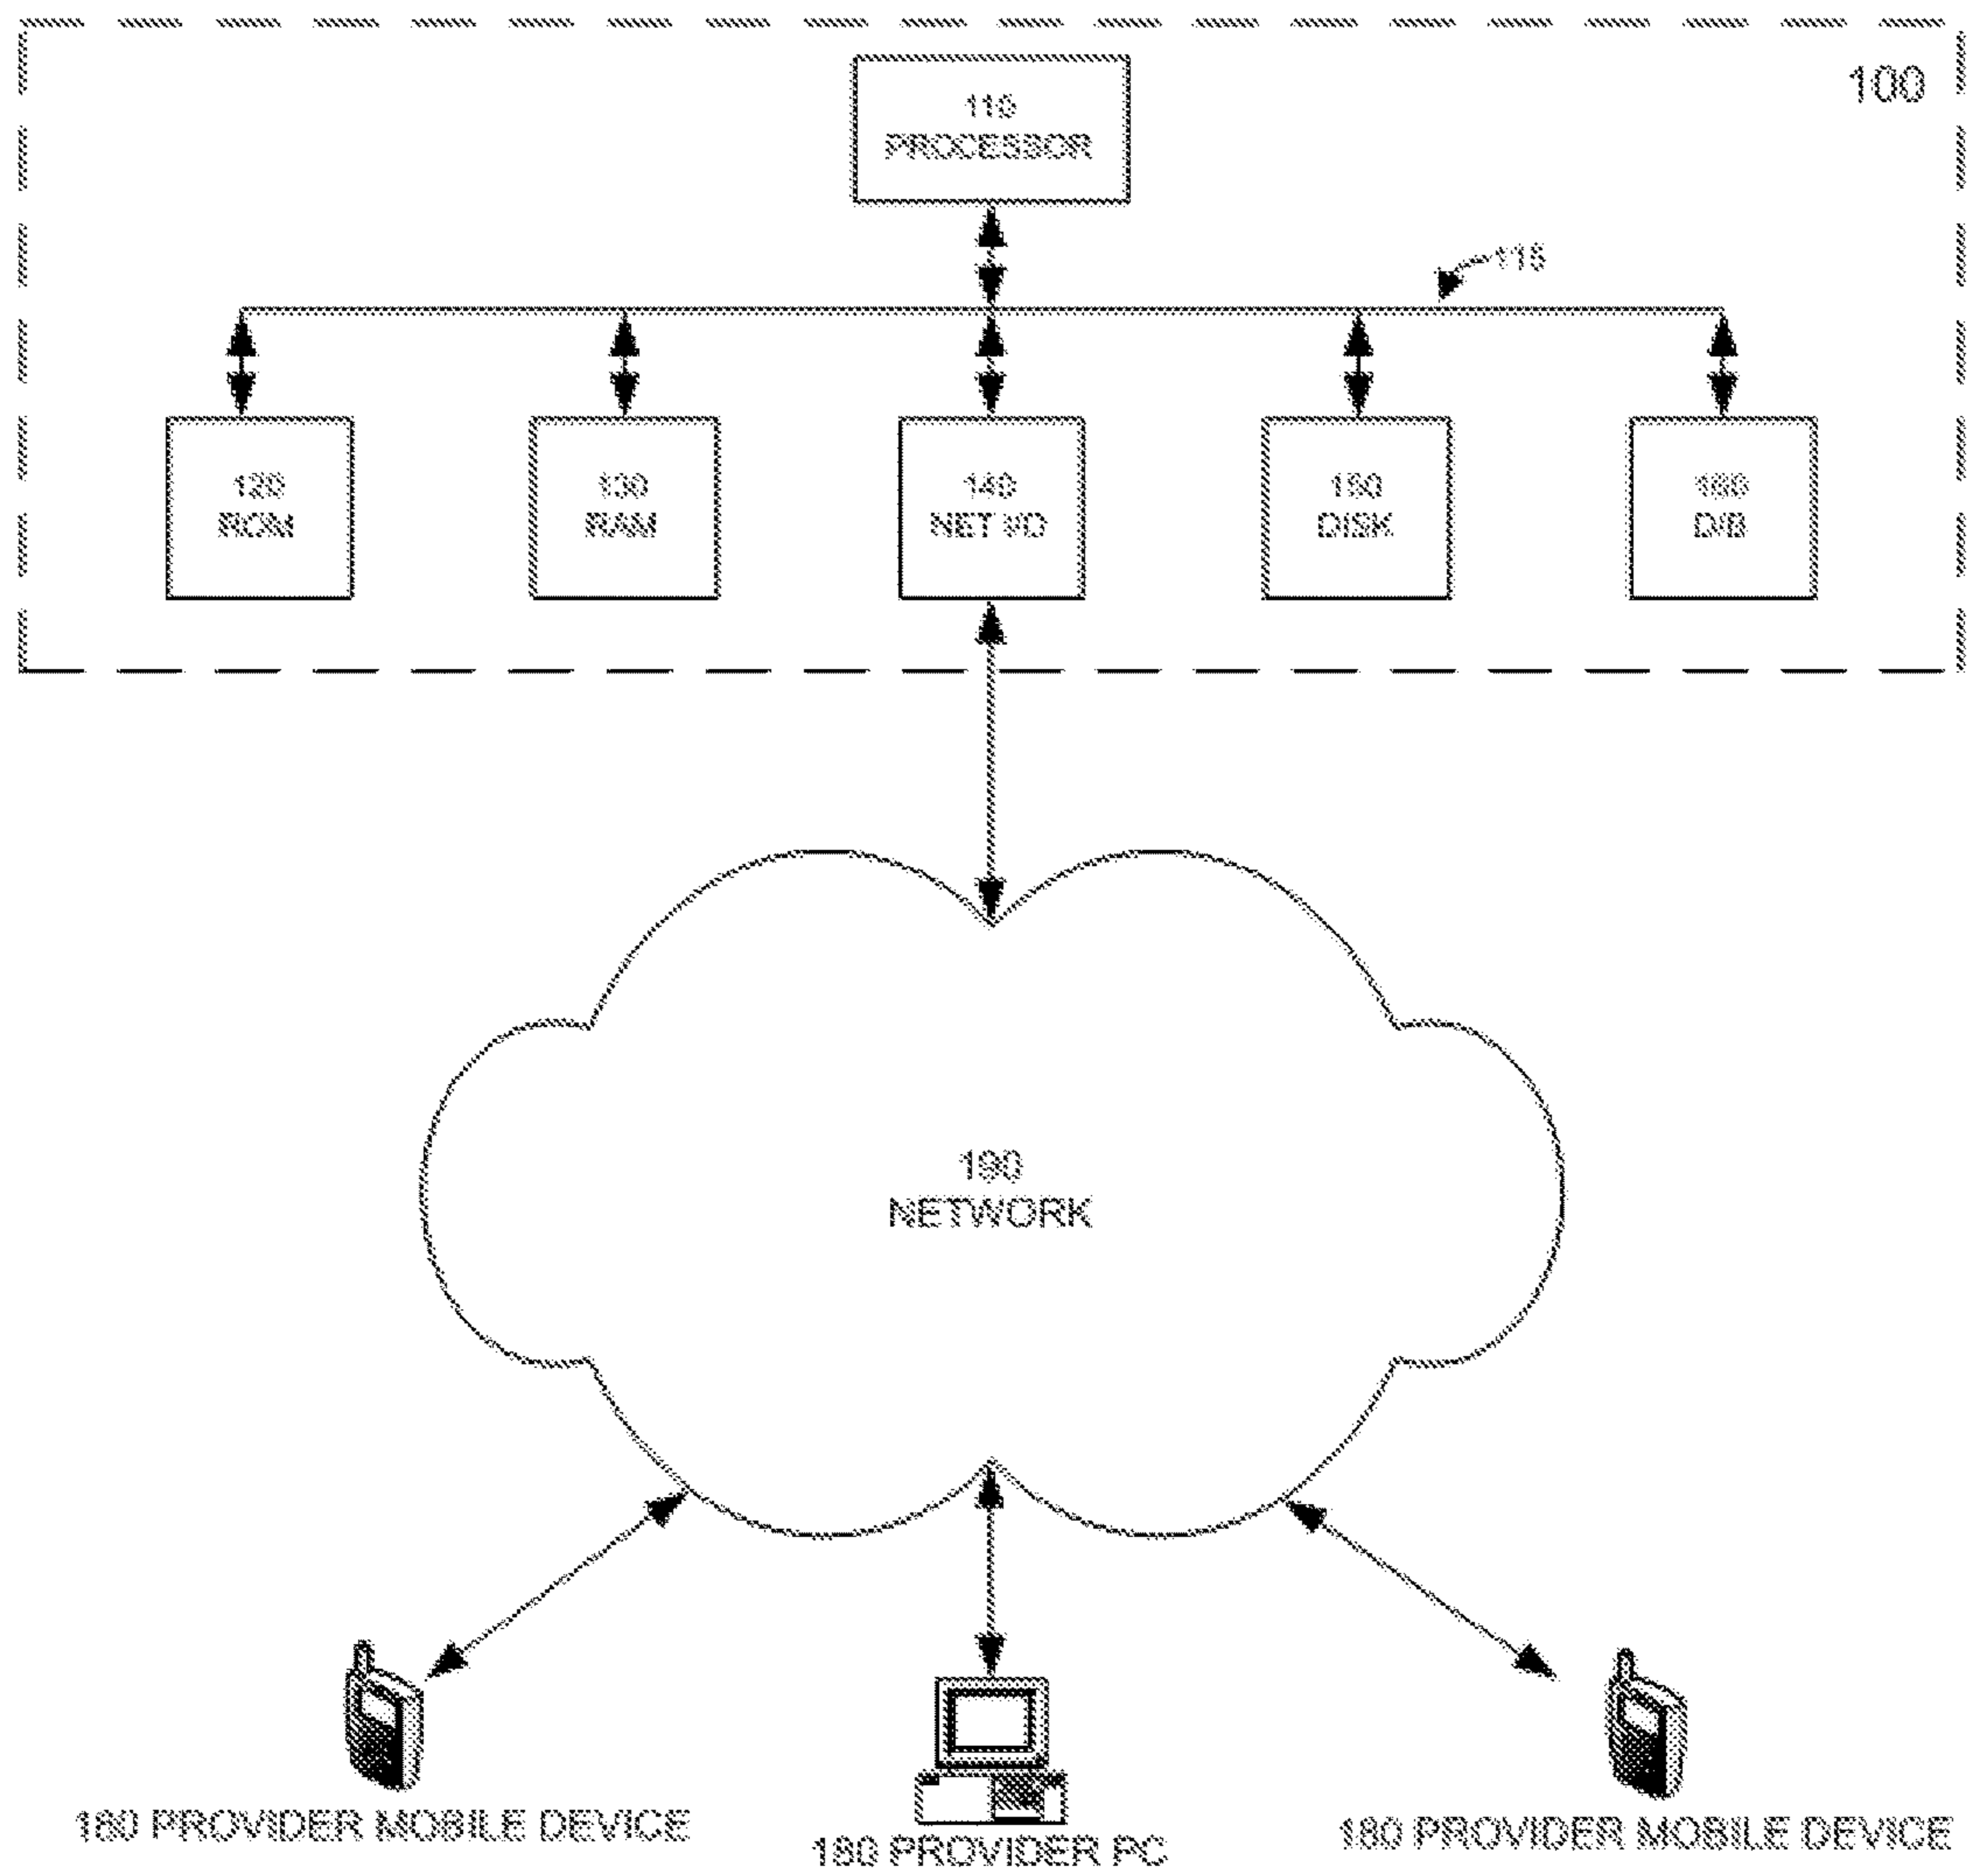 100
110
PROCESSOR
115
120
ROM
130
RAM
140
NET I/O
150
DISK
160
D/B
190
NETWORK
180 PROVIDER MOBILE DEVICE
180 PROVIDER PC
180 PROVIDER MOBILE DEVICE